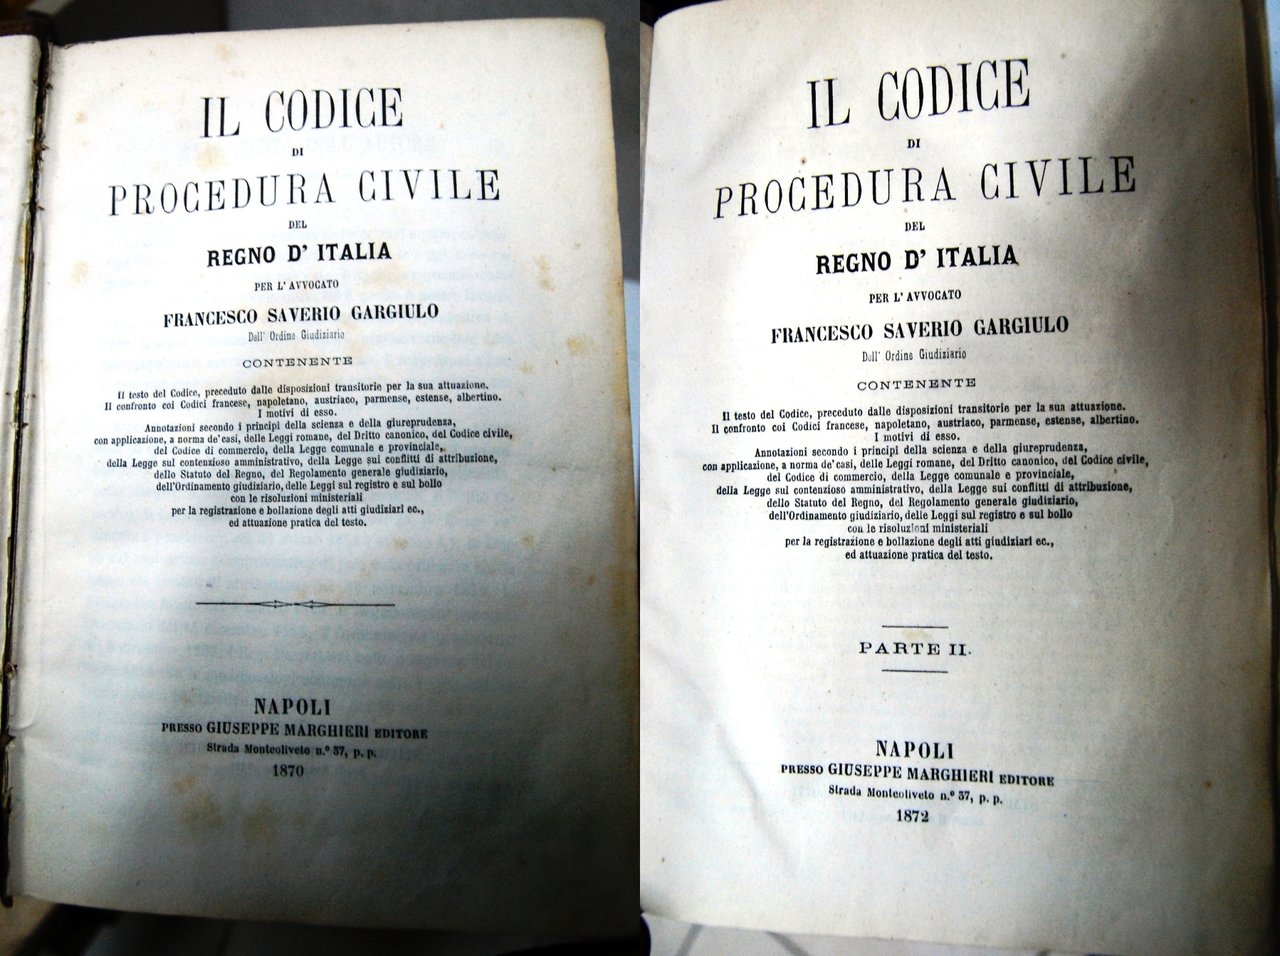 IL CODICE
DI
PROCEDURA CIVILE
DEL
REGNO D' ITALIA
PER L' AVVOCATO
FRANCESCO SAVERIO GARGIULO
Dell' Ordine Giudiziario
CONTENENTE
Il testo del Codice, preceduto dalle disposizioni transitorie per la sua attuazione.
Il confronto coi Codici francese, napoletano, austriaco, parmense, estense, albertino.
I motivi di esso.
Annotazioni secondo i principi della scienza e della giureprudenza,
con applicazione, a norma de' casi, delle Leggi romane, del Dritto canonico, del Codice civile,
del Codice di commercio, della Legge comunale e provinciale,
della Legge sul contenzioso amministrativo, della Legge sui conflitti di attribuzione,
dello Statuto del Regno, del Regolamento generale giudiziario,
dell'Ordinamento giudiziario, delle Leggi sul registro e sul bollo
con le risoluzioni ministeriali
per la registrazione e bollazione degli atti giudiziari ec.,
ed attuazione pratica del testo.
NAPOLI
PRESSO GIUSEPPE MARGHIERI EDITORE
Strada Monteoliveto n.° 37, p. p.
1870
IL CODICE
DI
PROCEDURA CIVILE
DEL
REGNO D' ITALIA
PER L' AVVOCATO
FRANCESCO SAVERIO GARGIULO
Dell' Ordine Giudiziario
CONTENENTE
Il testo del Codice, preceduto dalle disposizioni transitorie per la sua attuazione.
Il confronto coi Codici francese, napoletano, austriaco, parmense, estense, albertino.
I motivi di esso.
Annotazioni secondo i principi della scienza e della giureprudenza,
con applicazione, a norma de' casi, delle Leggi romane, del Dritto canonico, del Codice civile,
del Codice di commercio, della Legge comunale e provinciale,
della Legge sul contenzioso amministrativo, della Legge sui conflitti di attribuzione,
dello Statuto del Regno, del Regolamento generale giudiziario,
dell'Ordinamento giudiziario, delle Leggi sul registro e sul bollo
con le risoluzioni ministeriali
per la registrazione e bollazione degli atti giudiziari ec.,
ed attuazione pratica del testo.
PARTE II.
NAPOLI
PRESSO GIUSEPPE MARGHIERI EDITORE
Strada Monteoliveto n.° 37, p. p.
1872